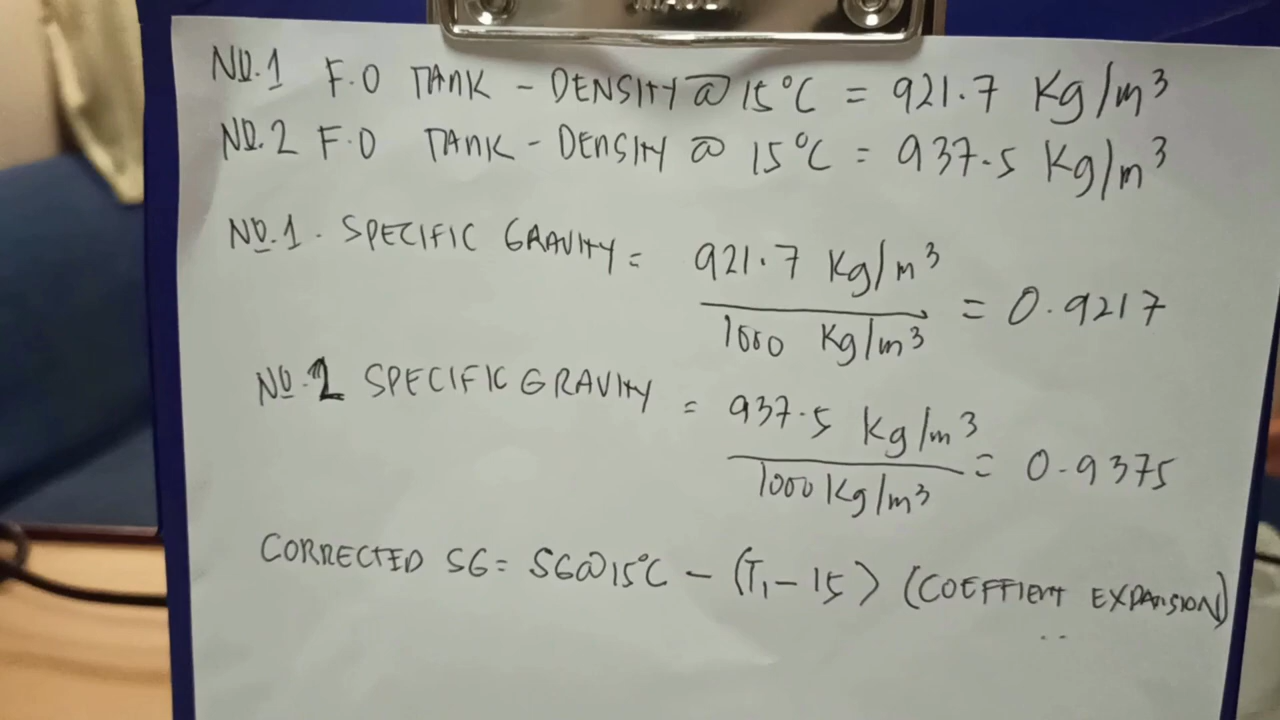 NO.1 F.O TANK - DENSITY @ 15°C = 921.7 Kg/m³
NO.2 F.O TANK - DENSITY @ 15°C = 937.5 Kg/m³
NO.1. SPECIFIC GRAVITY = 921.7 Kg/m³
1000 Kg/m³
= 0.9217
NO.2 SPECIFIC GRAVITY = 937.5 Kg/m³
1000 Kg/m³
= 0.9375
CORRECTED SG = SG@15°C - (T₁ - 15) (COEFFIENT EXPANSION)